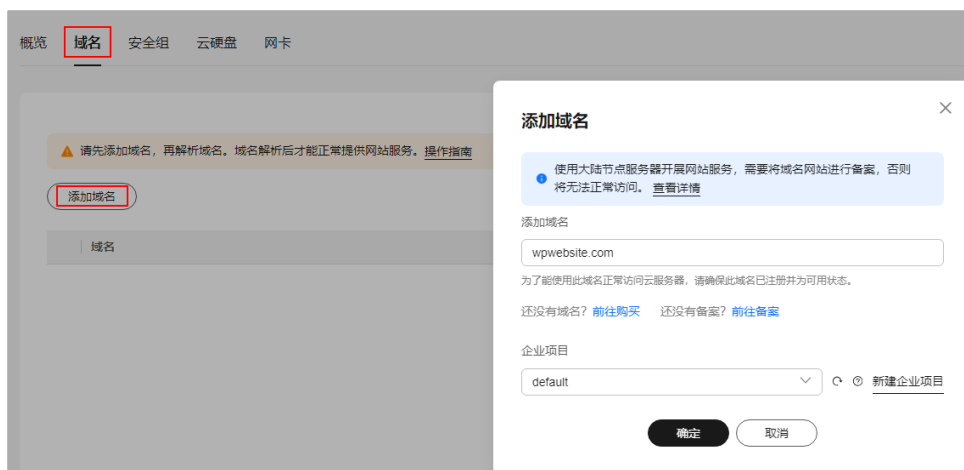 概览 域名 安全组 云硬盘 网卡
请先添加域名，再解析域名。域名解析后才能正常提供网站服务。操作指南
添加域名
域名
添加域名
使用大陆节点服务器开展网站服务，需要将域名网站进行备案，否则
将无法正常访问。 查看详情
添加域名
wpwebsite.com
为了能使用此域名正常访问云服务器，请确保此域名已注册并为可用状态。
还没有域名？前往购买 还没有备案？前往备案
企业项目
default 新建企业项目
确定 取消